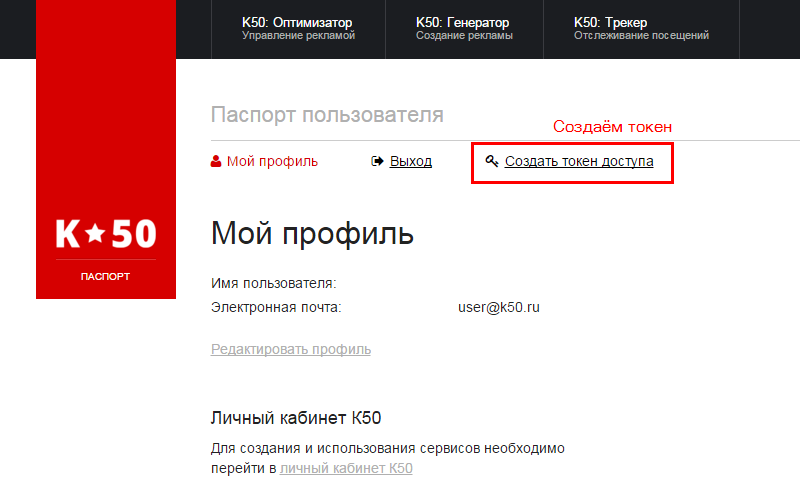 K50: Оптимизатор
Управление рекламой
K50: Генератор
Создание рекламы
K50: Трекер
Отслеживание посещений
Паспорт пользователя
Создаём токен
Мой профиль
Выход
Создать токен доступа
K★50
ПАСПОРТ
Мой профиль
Имя пользователя:
Электронная почта: user@k50.ru
Редактировать профиль
Личный кабинет К50
Для создания и использования сервисов необходимо
перейти в личный кабинет К50